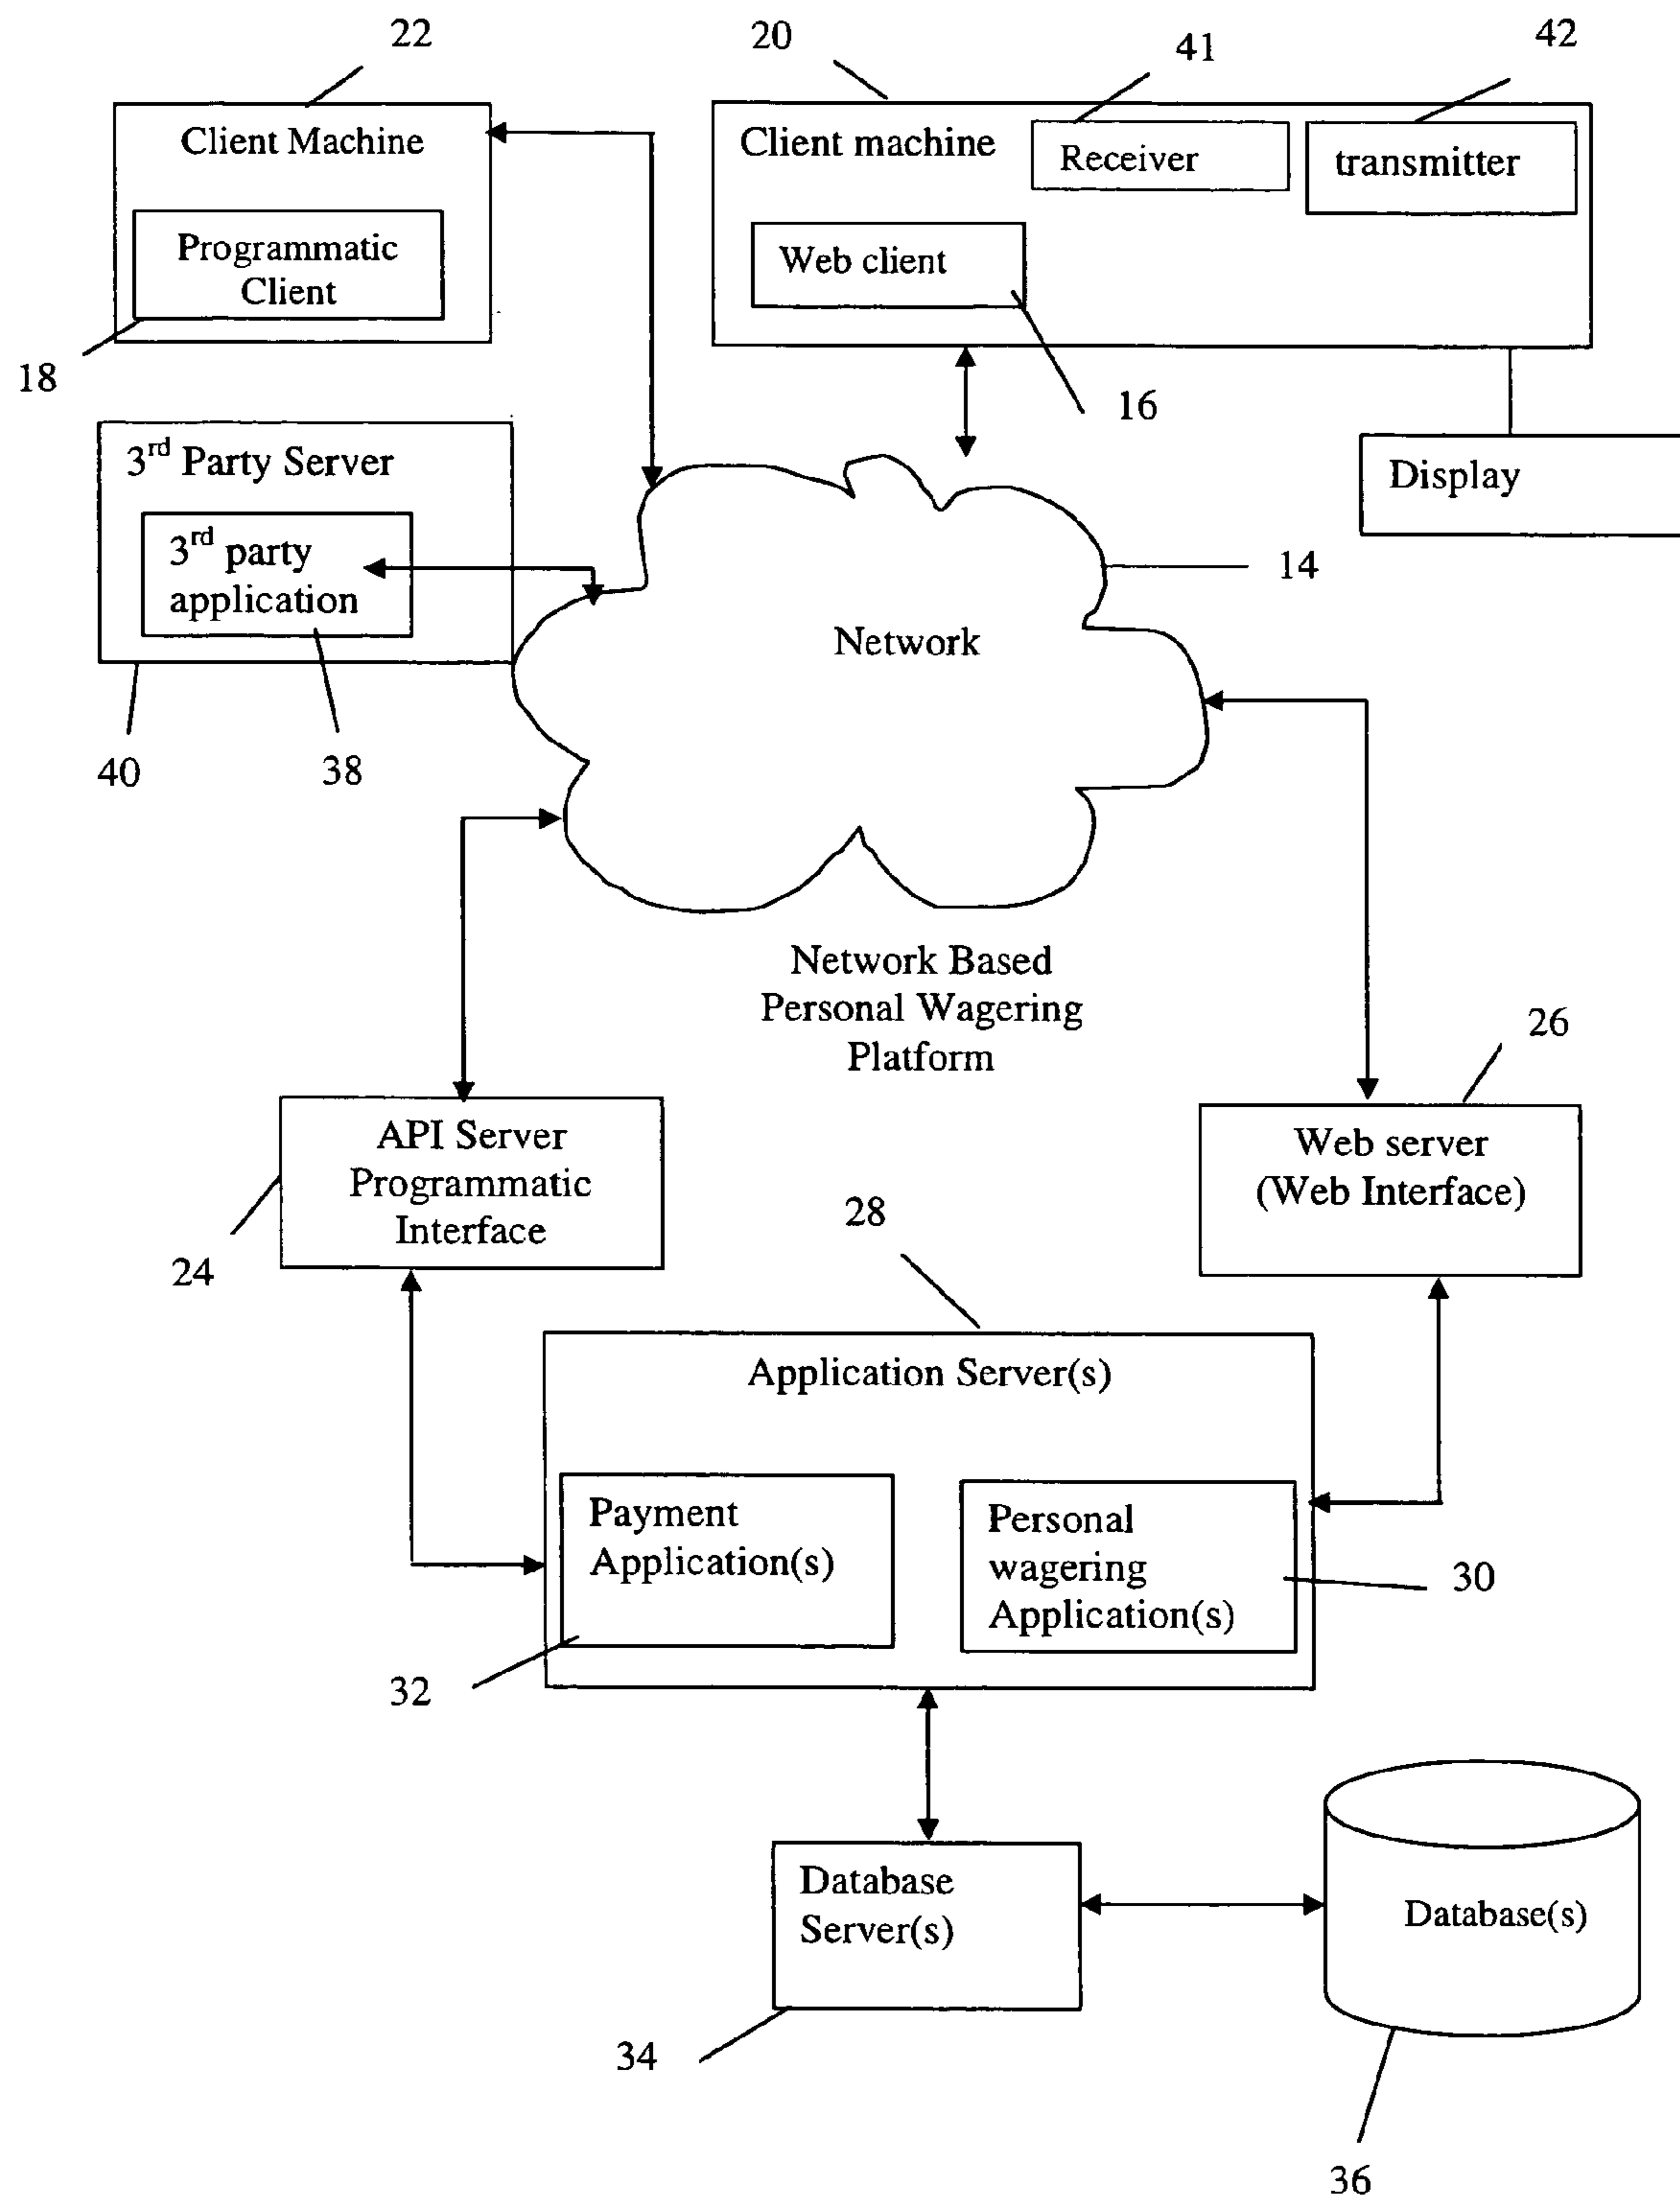 22
20
41
42
Client Machine
Client machine
Receiver
transmitter
Programmatic
Client
Web client
18
16
3rd Party Server
Display
3rd party
application
14
Network
40
38
Network Based
Personal Wagering
Platform
26
API Server
Programmatic
Interface
Web server
(Web Interface)
28
24
Application Server(s)
Payment
Application(s)
Personal
wagering
Application(s)
30
32
Database
Server(s)
Database(s)
34
36